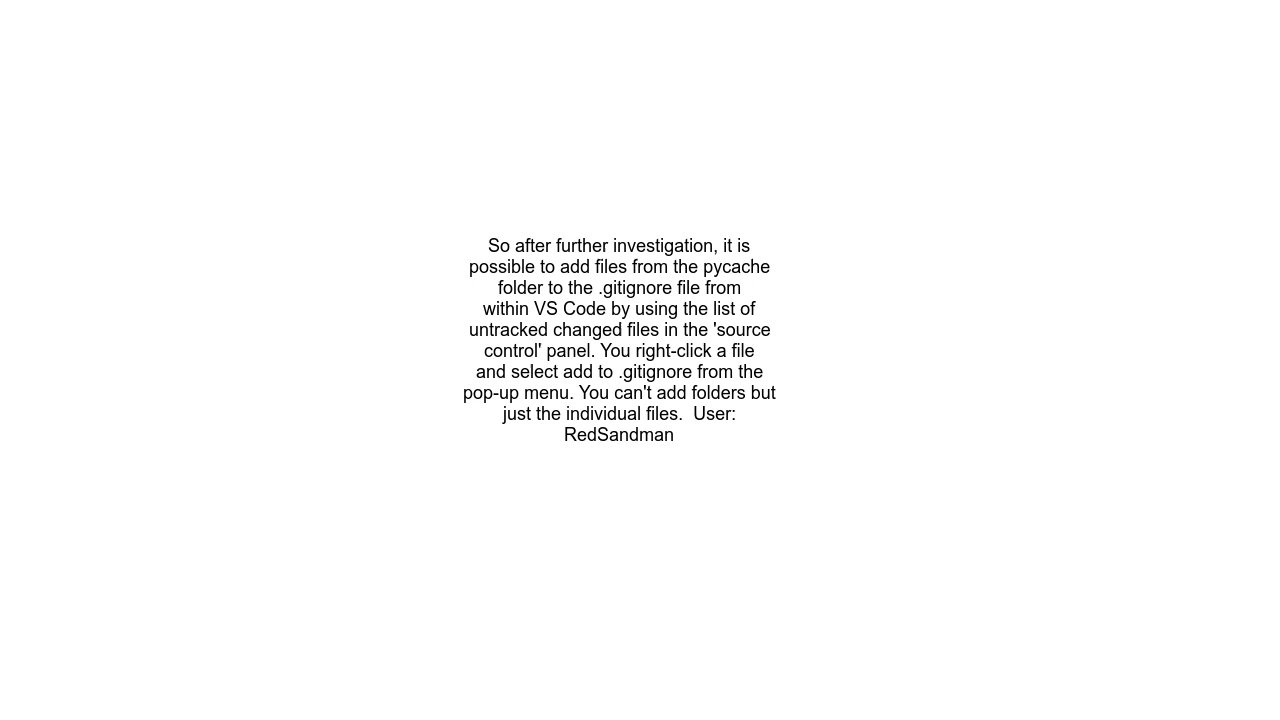 So after further investigation, it is
possible to add files from the pycache
folder to the .gitignore file from
within VS Code by using the list of
untracked changed files in the 'source
control' panel. You right-click a file
and select add to .gitignore from the
pop-up menu. You can't add folders but
just the individual files.  User:
RedSandman